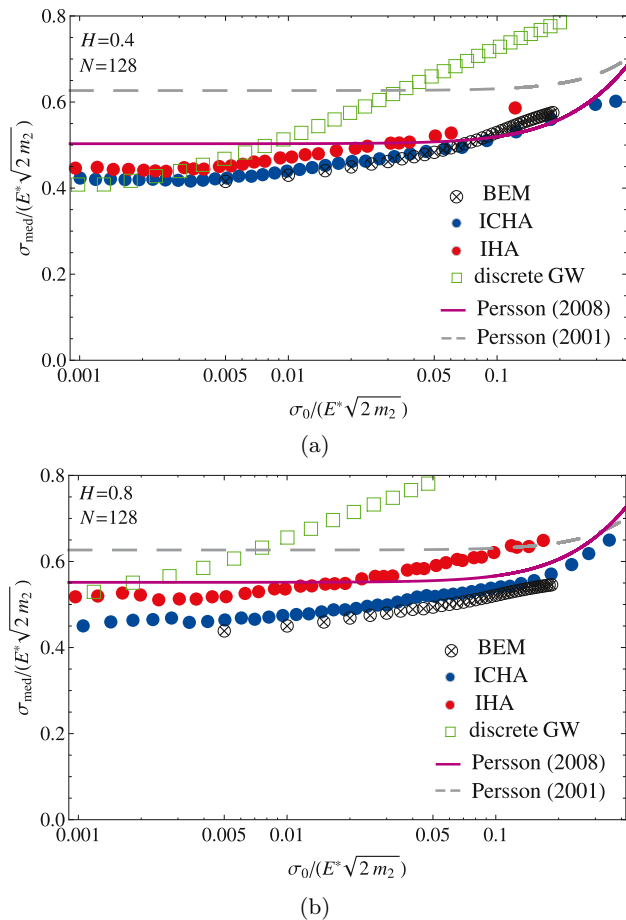 0.8
H=0.4
N=128
0.6
0.4
0.2
0.0
σmed/(E*√2 m2)
BEM
ICHA
IHA
discrete GW
Persson (2008)
Persson (2001)
0.001 0.005 0.01 0.05 0.1
σ0/(E*√2 m2)
(a)
0.8
H=0.8
N=128
0.6
0.4
0.2
0.0
σmed/(E*√2 m2)
BEM
ICHA
IHA
discrete GW
Persson (2008)
Persson (2001)
0.001 0.005 0.01 0.05 0.1
σ0/(E*√2 m2)
(b)